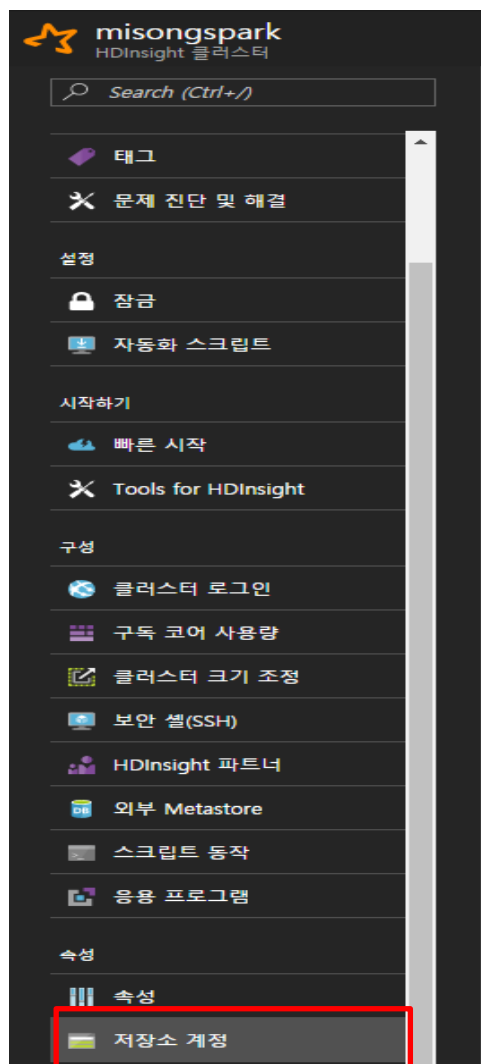 misongspark
HDInsight 클러스터
Search (Ctrl+/)
태그
문제 진단 및 해결
설정
잠금
자동화 스크립트
시작하기
빠른 시작
Tools for HDInsight
구성
클러스터 로그인
구독 코어 사용량
클러스터 크기 조정
보안 셸(SSH)
HDInsight 파트너
외부 Metastore
스크립트 동작
응용 프로그램
속성
속성
저장소 계정